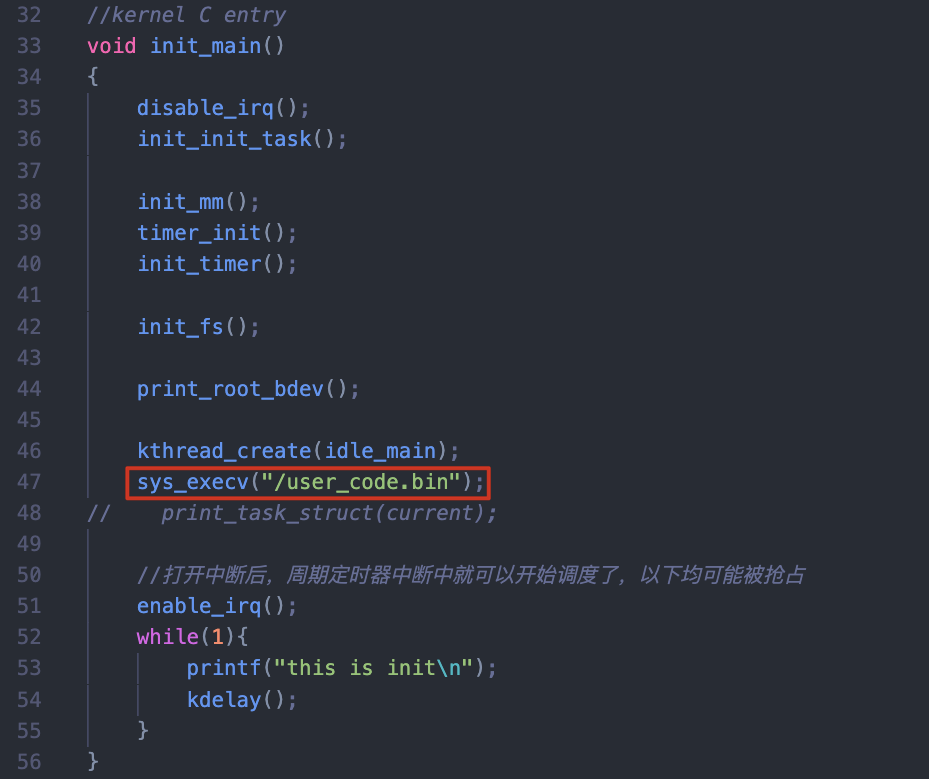 32 //kernel C entry
33 void init_main()
34 {
35 disable_irq();
36 init_init_task();
37
38 init_mm();
39 timer_init();
40 init_timer();
41
42 init_fs();
43
44 print_root_bdev();
45
46 kthread_create(idle_main);
47 sys_execv("/user_code.bin");
48 // print_task_struct(current);
49
50 //打开中断后，周期定时器中断中就可以开始调度了，以下均可能被抢占
51 enable_irq();
52 while(1){
53 printf("this is init\n");
54 kdelay();
55 }
56 }